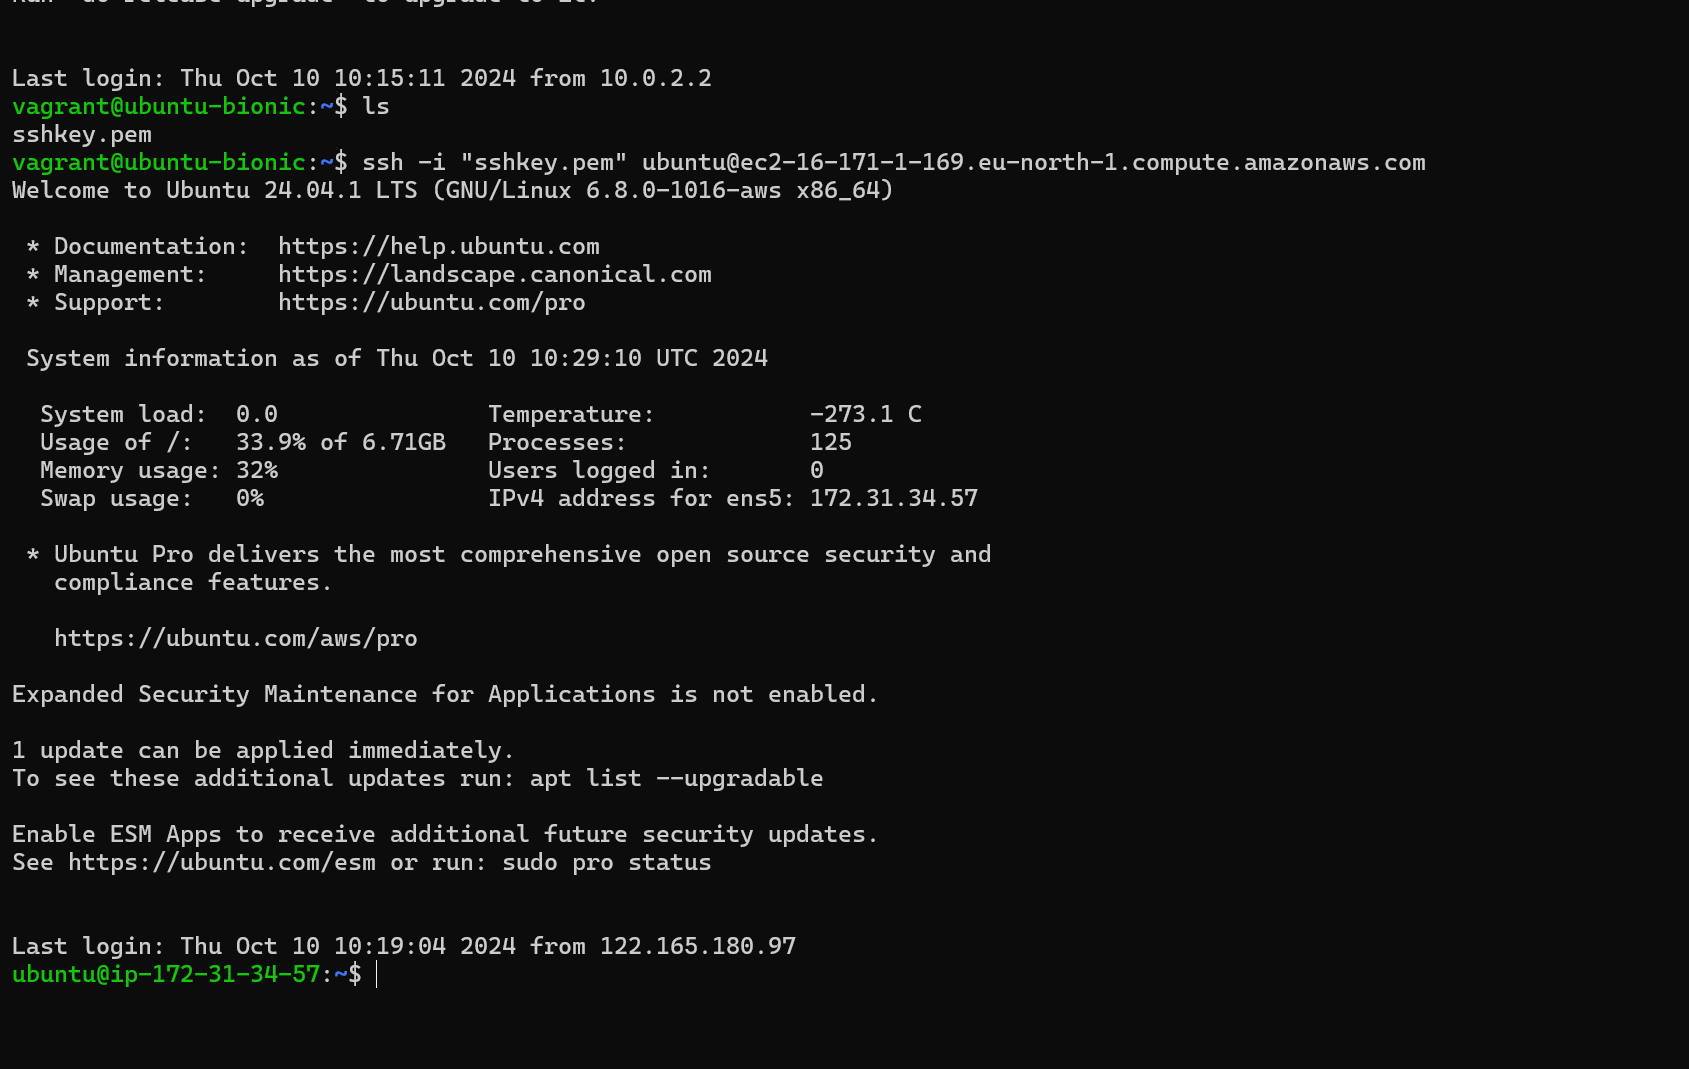 Last login: Thu Oct 10 10:15:11 2024 from 10.0.2.2
vagrant@ubuntu-bionic:~$ ls
sshkey.pem
vagrant@ubuntu-bionic:~$ ssh -i "sshkey.pem" ubuntu@ec2-16-171-1-169.eu-north-1.compute.amazonaws.com
Welcome to Ubuntu 24.04.1 LTS (GNU/Linux 6.8.0-1016-aws x86_64)
* Documentation:  https://help.ubuntu.com
* Management:     https://landscape.canonical.com
* Support:        https://ubuntu.com/pro
System information as of Thu Oct 10 10:29:10 UTC 2024
System load:  0.0               Temperature:           -273.1 C
Usage of /:   33.9% of 6.71GB   Processes:             125
Memory usage: 32%               Users logged in:       0
Swap usage:   0%                IPv4 address for ens5: 172.31.34.57
* Ubuntu Pro delivers the most comprehensive open source security and
compliance features.
https://ubuntu.com/aws/pro
Expanded Security Maintenance for Applications is not enabled.
1 update can be applied immediately.
To see these additional updates run: apt list --upgradable
Enable ESM Apps to receive additional future security updates.
See https://ubuntu.com/esm or run: sudo pro status
Last login: Thu Oct 10 10:19:04 2024 from 122.165.180.97
ubuntu@ip-172-31-34-57:~$